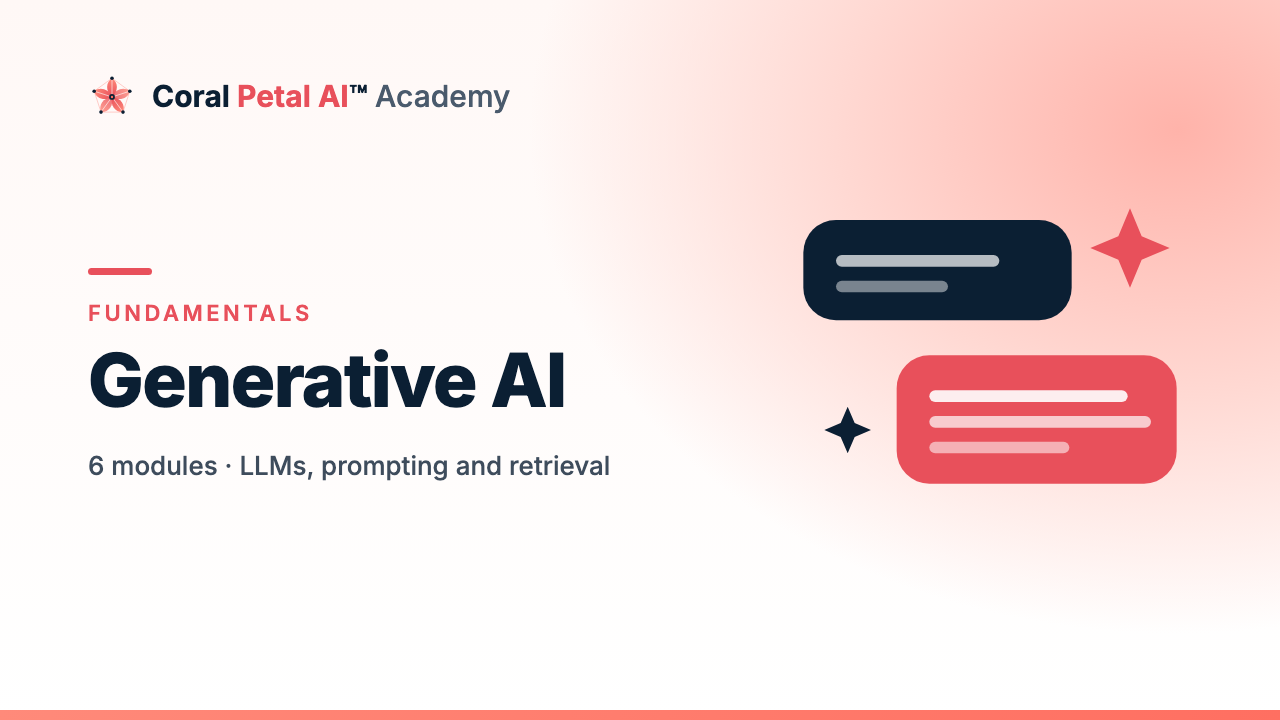 Coral Petal AI™ Academy
FUNDAMENTALS
Generative AI
6 modules · LLMs, prompting and retrieval